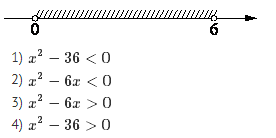 0 6
1) x² − 36 < 0
2) x² − 6x < 0
3) x² − 6x > 0
4) x² − 36 > 0